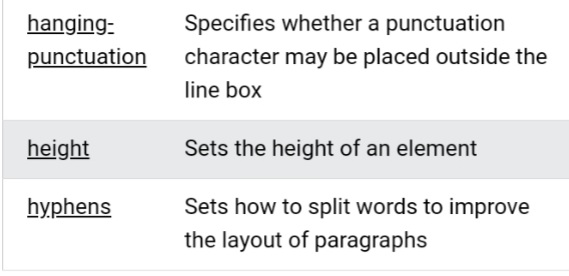 hanging- Specifies whether a punctuation
punctuation character may be placed outside the
line box
height Sets the height of an element
hyphens Sets how to split words to improve
the layout of paragraphs